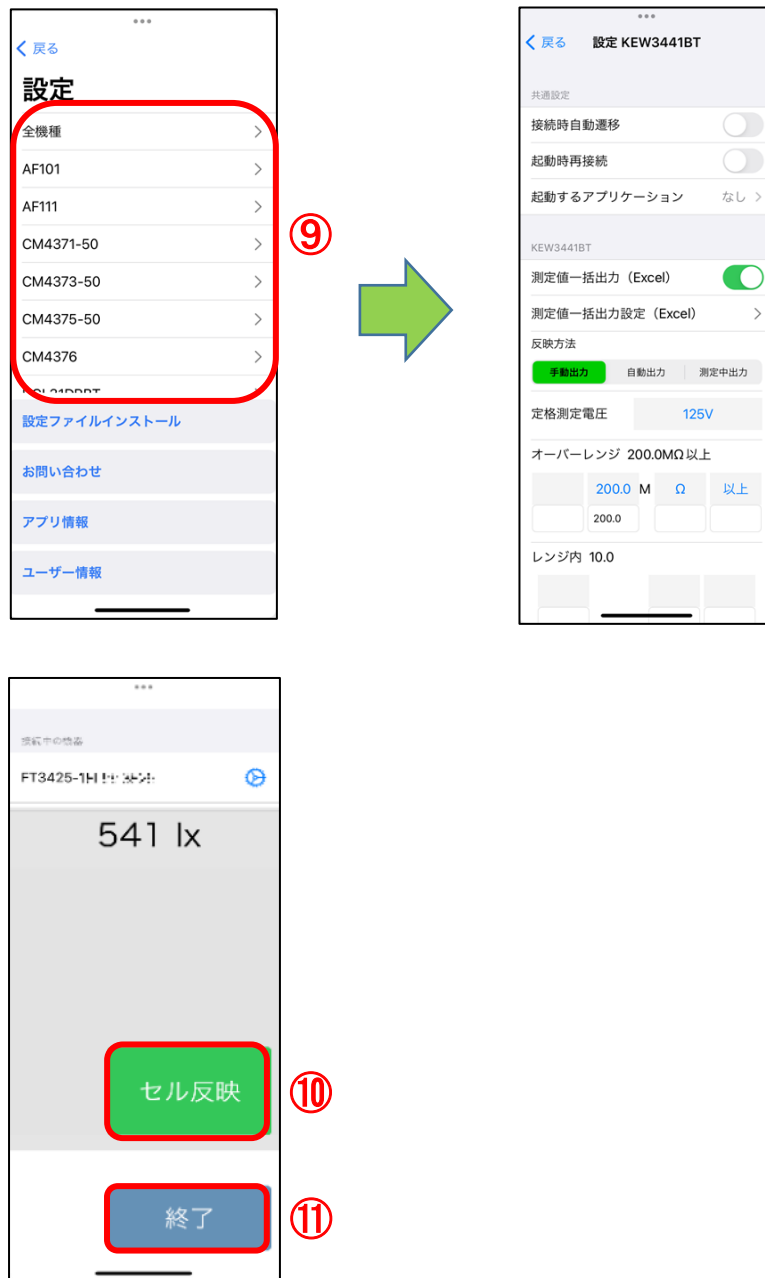 戻る
設定
全機種
AF101
AF111
CM4371-50
CM4373-50
CM4375-50
CM4376
設定ファイルインストール
お問い合わせ
アプリ情報
ユーザー情報
⑨
戻る 設定 KEW3441BT
共通設定
接続時自動遷移
起動時再接続
起動するアプリケーション なし
KEW3441BT
測定値一括出力（Excel）
測定値一括出力設定（Excel）
反映方法
手動出力 自動出力 測定中出力
定格測定電圧 125V
オーバーレンジ 200.0MΩ以上
200.0 M Ω 以上
200.0
レンジ内 10.0
接続中の機器
FT3425-1
541 lx
セル反映
⑩
終了
⑪